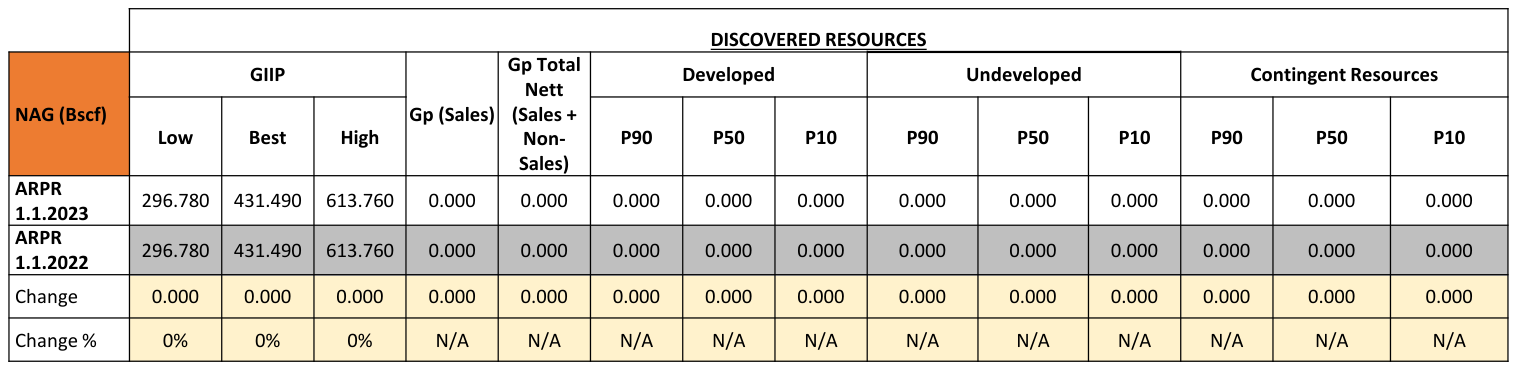 DISCOVERED RESOURCES
NAG (Bscf)
GIIP
Gp (Sales)
Gp Total
Nett
(Sales +
Non-
Sales)
Developed
Undeveloped
Contingent Resources
Low
Best
High
P90
P50
P10
P90
P50
P10
P90
P50
P10
ARPR
1.1.2023
296.780
431.490
613.760
0.000
0.000
0.000
0.000
0.000
0.000
0.000
0.000
0.000
0.000
0.000
ARPR
1.1.2022
296.780
431.490
613.760
0.000
0.000
0.000
0.000
0.000
0.000
0.000
0.000
0.000
0.000
0.000
Change
0.000
0.000
0.000
0.000
0.000
0.000
0.000
0.000
0.000
0.000
0.000
0.000
0.000
0.000
Change %
0%
0%
0%
N/A
N/A
N/A
N/A
N/A
N/A
N/A
N/A
N/A
N/A
N/A